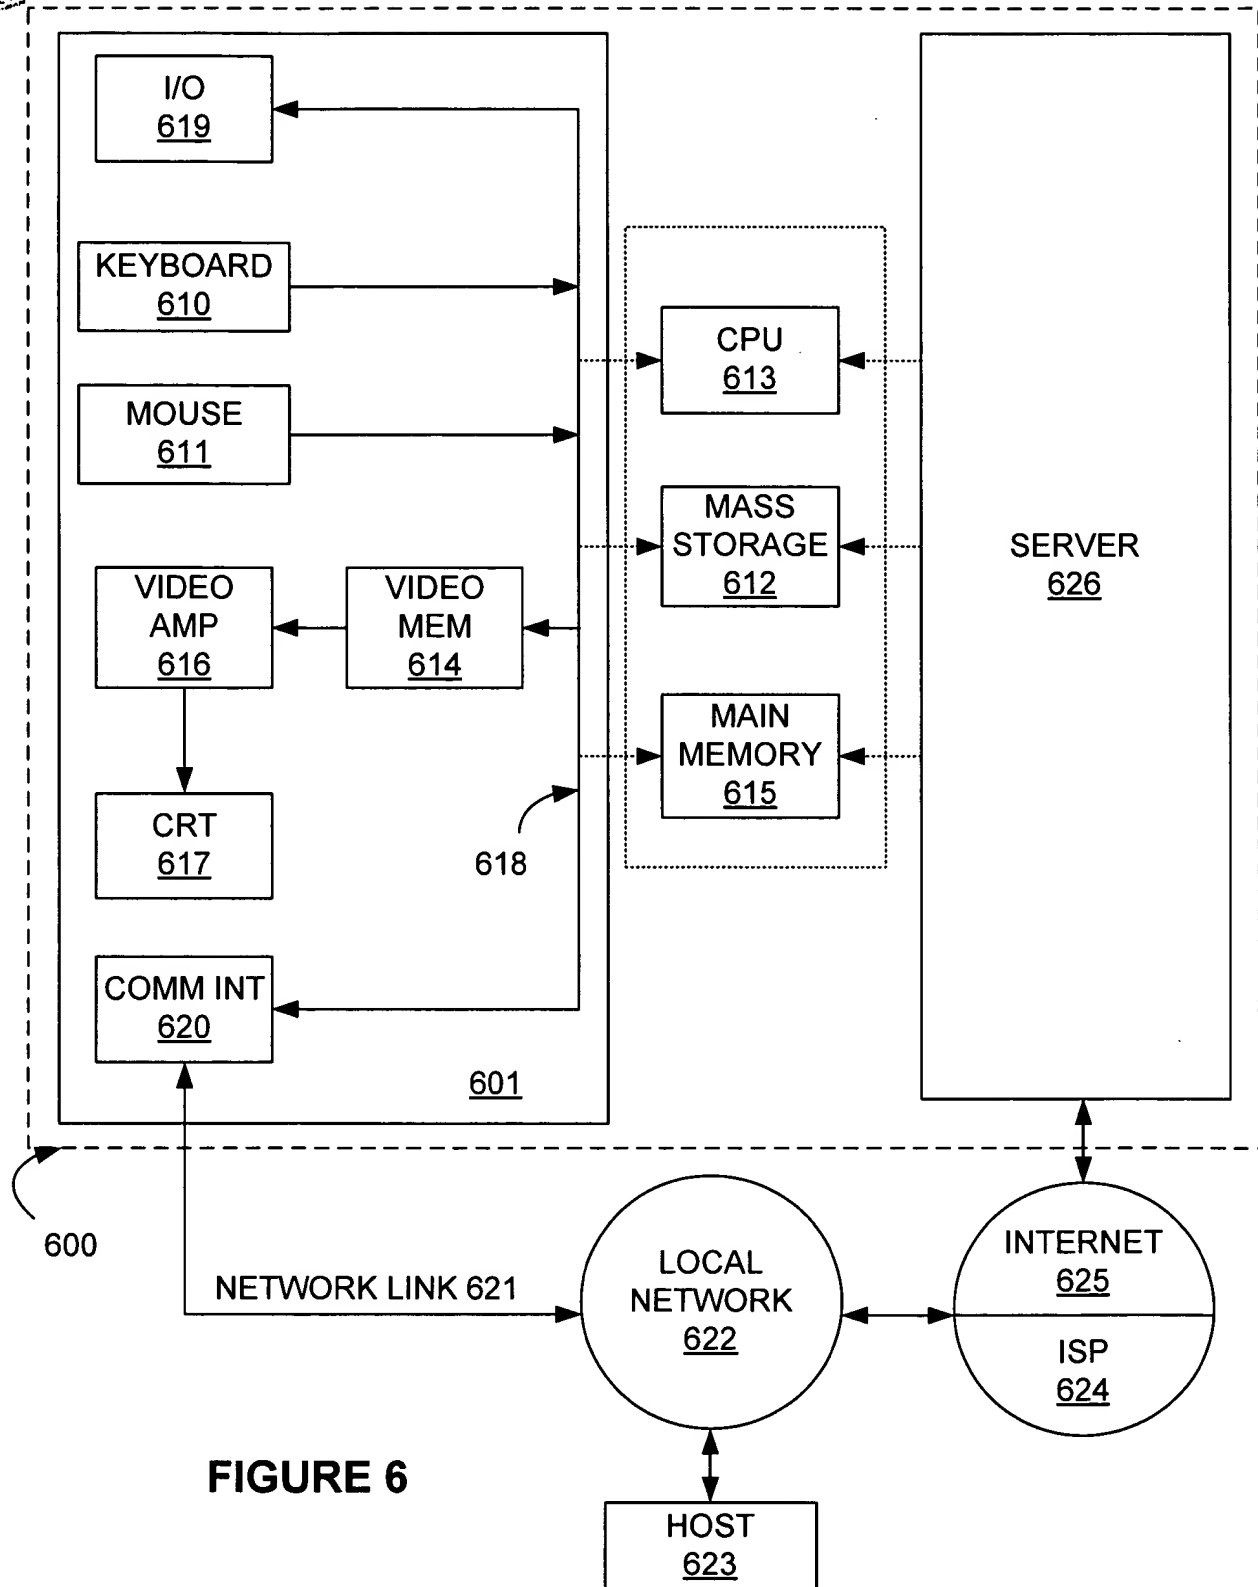 I/O
619
KEYBOARD
610
MOUSE
611
VIDEO
AMP
616
VIDEO
MEM
614
CRT
617
618
COMM INT
620
601
CPU
613
MASS
STORAGE
612
MAIN
MEMORY
615
SERVER
626
600
NETWORK LINK 621
LOCAL
NETWORK
622
INTERNET
625
ISP
624
HOST
623
FIGURE 6